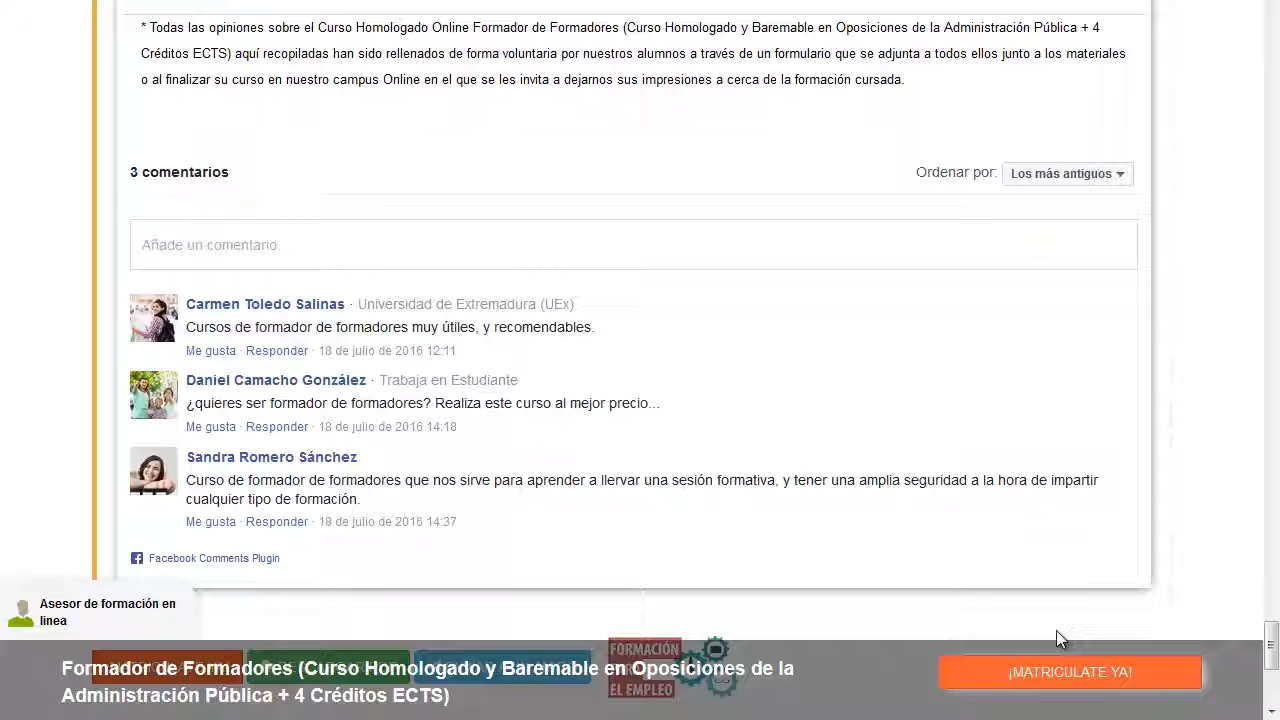 * Todas las opiniones sobre el Curso Homologado Online Formador de Formadores (Curso Homologado y Baremable en Oposiciones de la Administración Pública + 4
Créditos ECTS) aquí recopiladas han sido rellenados de forma voluntaria por nuestros alumnos a través de un formulario que se adjunta a todos ellos junto a los materiales
o al finalizar su curso en nuestro campus Online en el que se les invita a dejarnos sus impresiones a cerca de la formación cursada.
3 comentarios
Ordenar por: Los más antiguos
Añade un comentario.
Carmen Toledo Salinas · Universidad de Extremadura (UEx)
Cursos de formador de formadores muy útiles, y recomendables.
Me gusta · Responder · 18 de julio de 2016 12:11
Daniel Camacho González · Trabaja en Estudiante
¿quieres ser formador de formadores? Realiza este curso al mejor precio...
Me gusta · Responder · 18 de julio de 2016 14:18
Sandra Romero Sánchez
Curso de formador de formadores que nos sirve para aprender a llervar una sesión formativa, y tener una amplia seguridad a la hora de impartir
cualquier tipo de formación.
Me gusta · Responder · 18 de julio de 2016 14:37
Facebook Comments Plugin
Asesor de formación en
linea
FORMACIÓN
EL EMPLEO
Formador de Formadores (Curso Homologado y Baremable en Oposiciones de la
Administración Pública + 4 Créditos ECTS)
¡MATRICULATE YA!